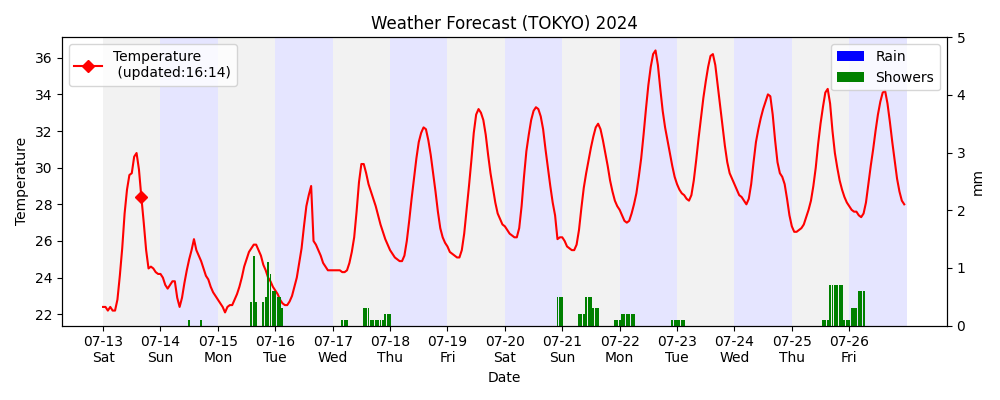 Weather Forecast (TOKYO) 2024
Temperature
(updated:16:14)
Rain
Showers
Temperature
36
34
32
30
28
26
24
22
5
4
3
2
1
0
mm
07-13 07-14 07-15 07-16 07-17 07-18 07-19 07-20 07-21 07-22 07-23 07-24 07-25 07-26
Sat Sun Mon Tue Wed Thu Fri Sat Sun Mon Tue Wed Thu Fri
Date